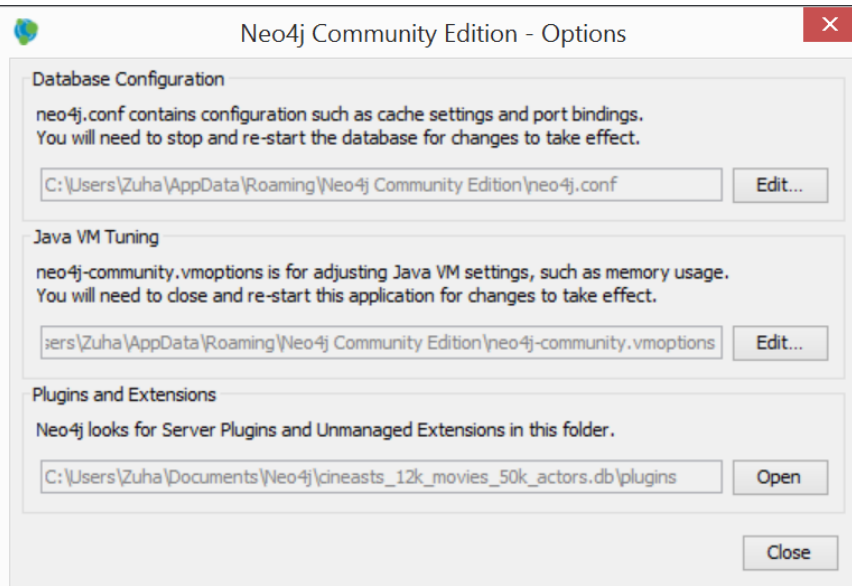 Neo4j Community Edition - Options
Database Configuration
neo4j.conf contains configuration such as cache settings and port bindings.
You will need to stop and re-start the database for changes to take effect.
C:\Users\Zuha\AppData\Roaming\Neo4j Community Edition\neo4j.conf
Edit...
Java VM Tuning
neo4j-community.vmoptions is for adjusting Java VM settings, such as memory usage.
You will need to close and re-start this application for changes to take effect.
sers\Zuha\AppData\Roaming\Neo4j Community Edition\neo4j-community.vmoptions
Edit...
Plugins and Extensions
Neo4j looks for Server Plugins and Unmanaged Extensions in this folder.
C:\Users\Zuha\Documents\Neo4j\cineasts_12k_movies_50k_actors.db\plugins
Open
Close